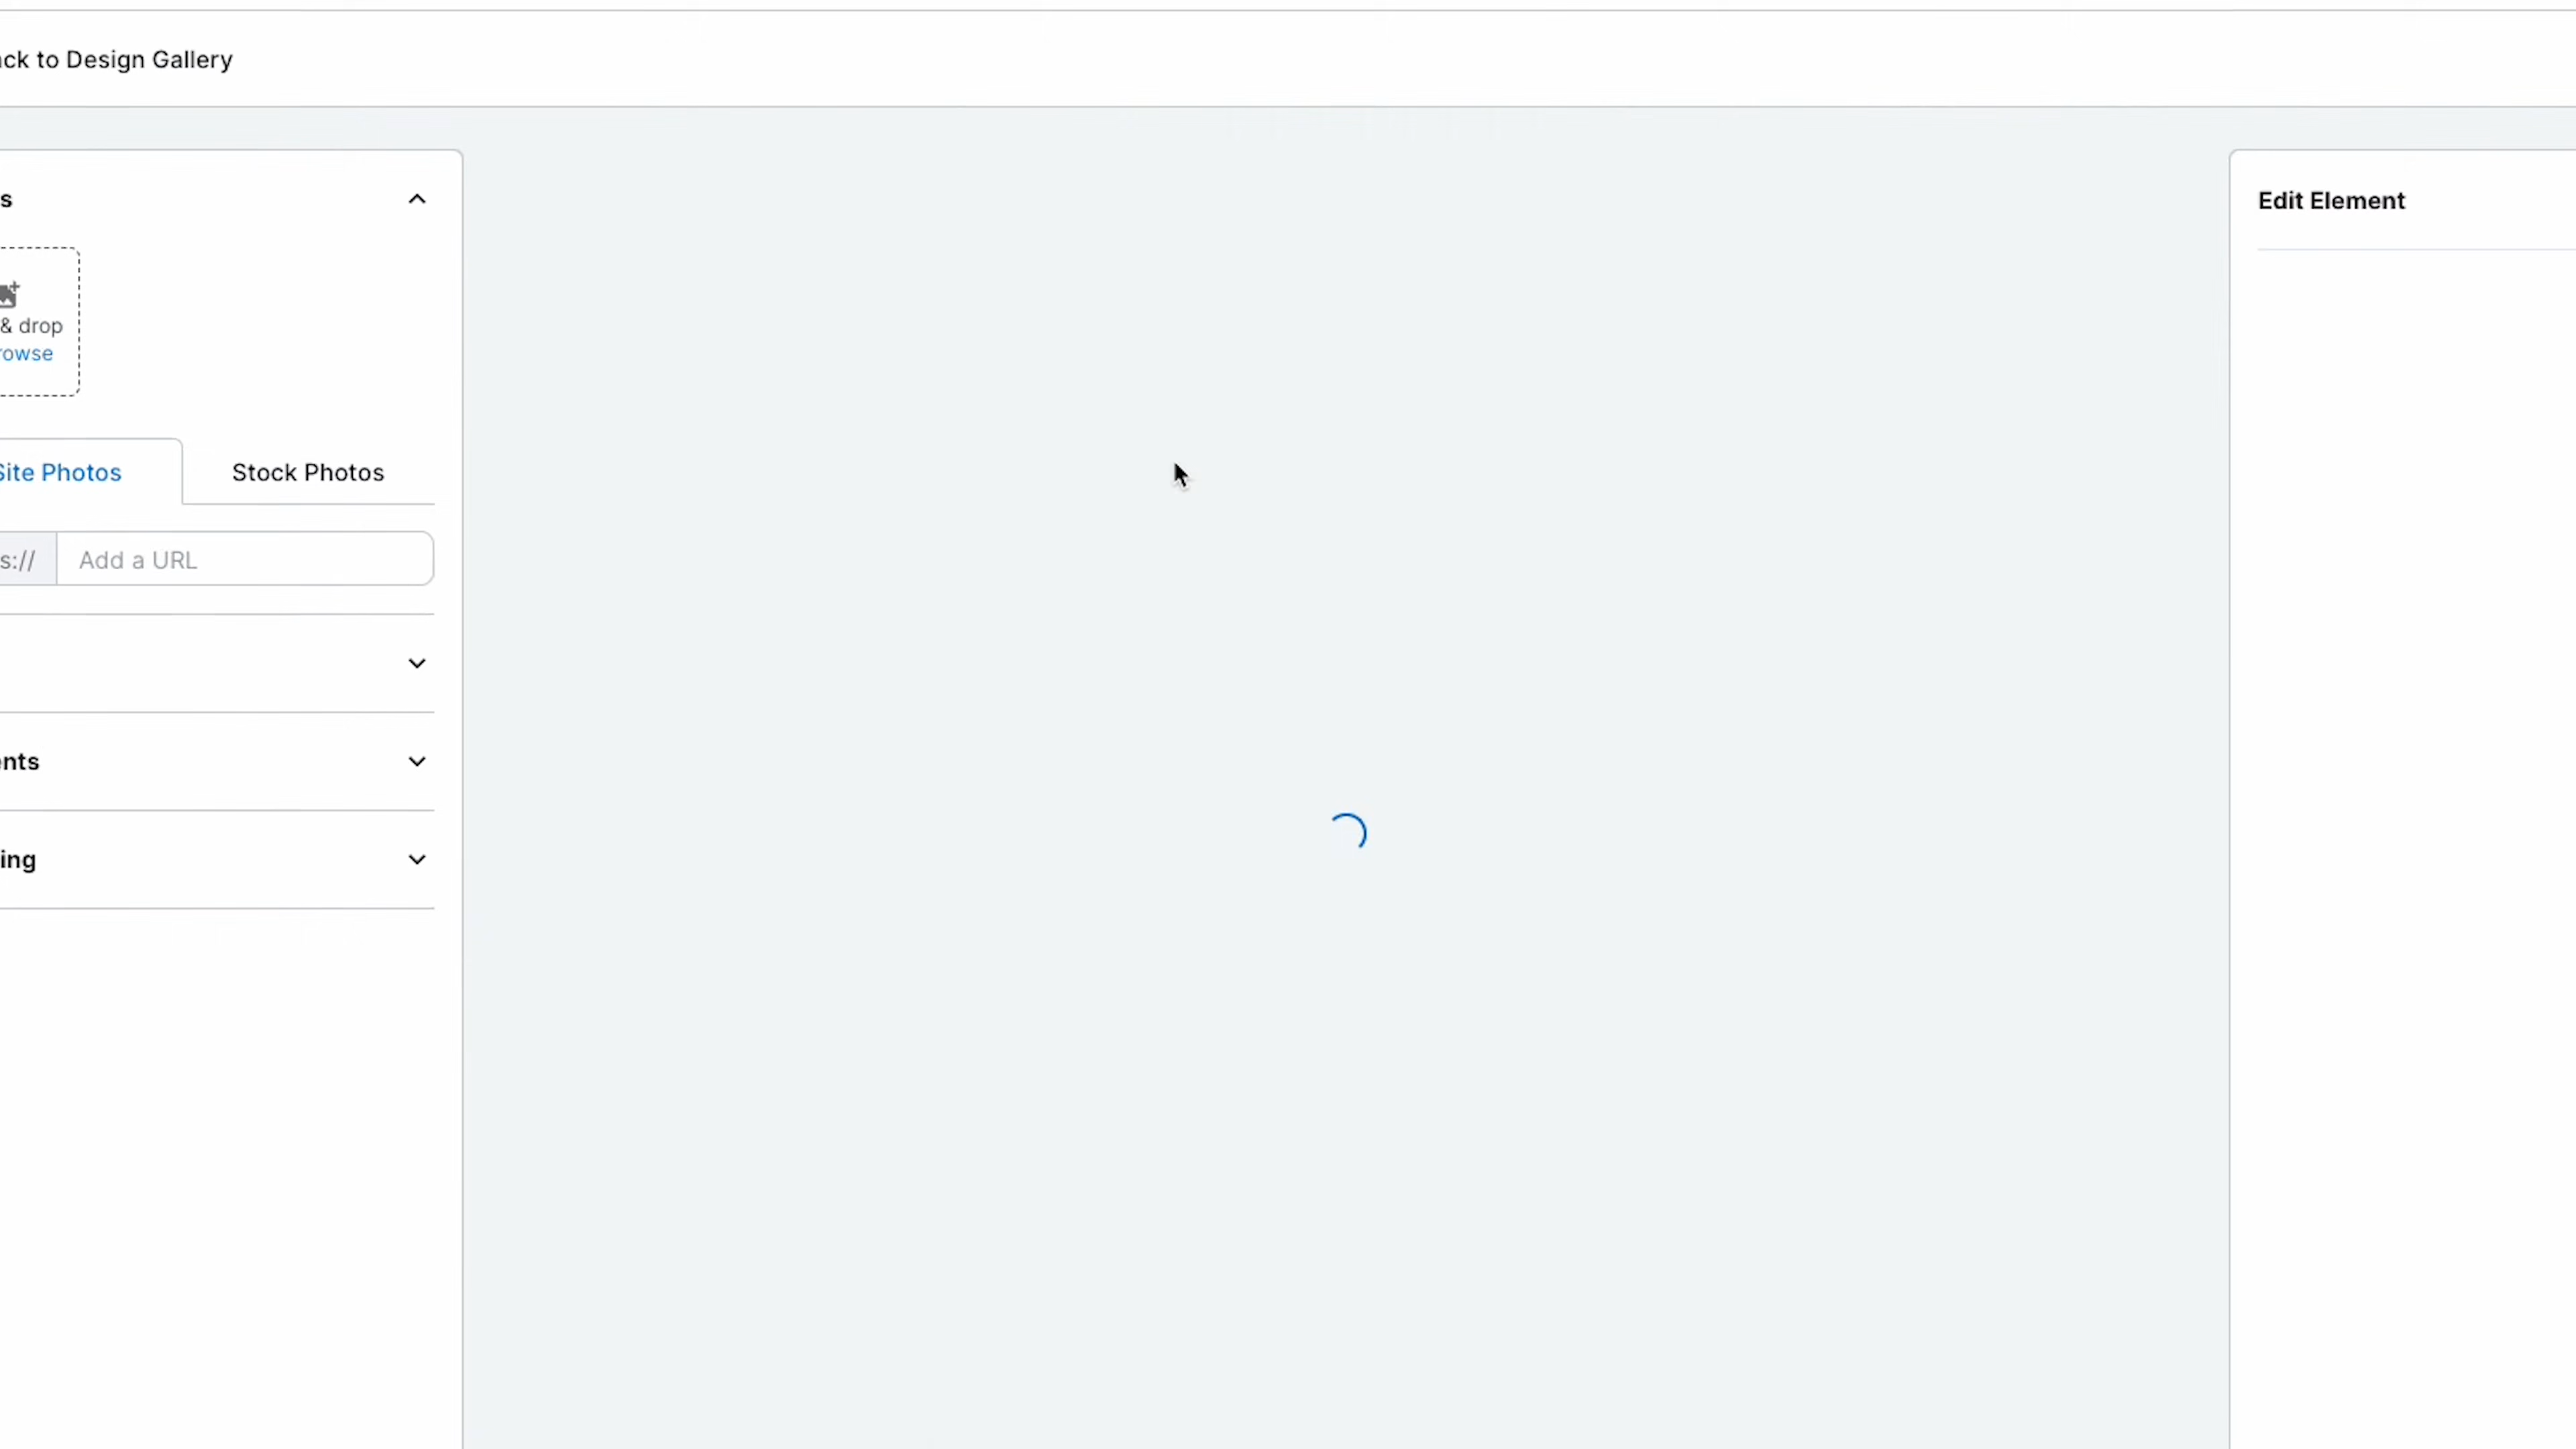 ck to Design Gallery
s
Edit Element
& drop
rowse
Site Photos
Stock Photos
s://
Add a URL
nts
ing